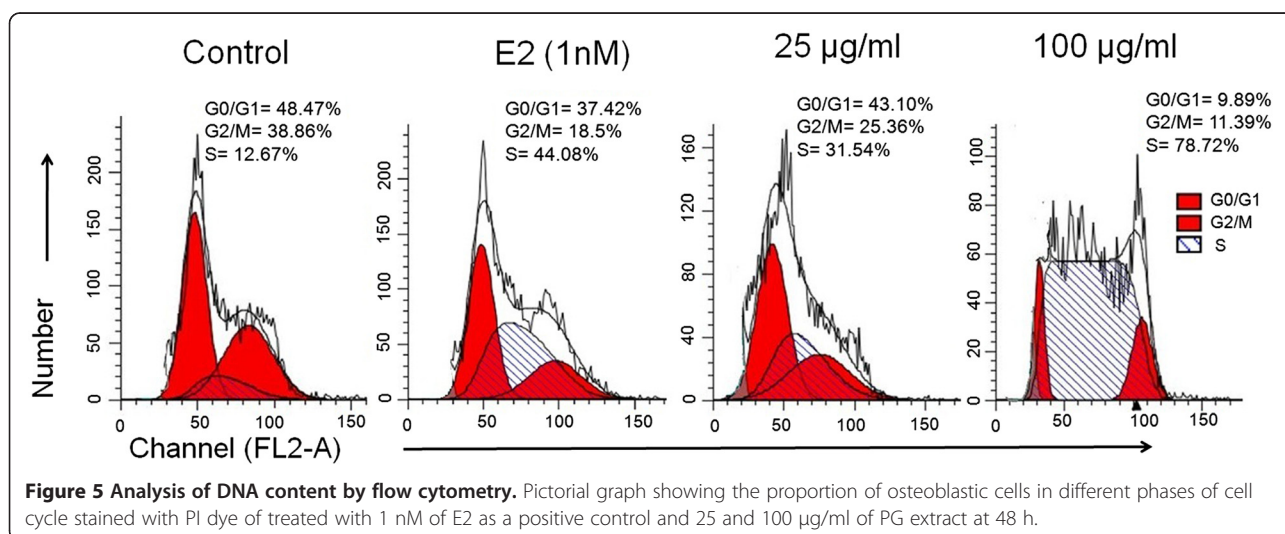 Control
E2 (1nM)
25 µg/ml
100 µg/ml
G0/G1= 48.47%
G2/M= 38.86%
S= 12.67%
G0/G1= 37.42%
G2/M= 18.5%
S= 44.08%
G0/G1= 43.10%
G2/M= 25.36%
S= 31.54%
G0/G1= 9.89%
G2/M= 11.39%
S= 78.72%
G0/G1
G2/M
S
Number
200
150
100
50
0
0 50 100 150
200
150
100
50
0
0 50 100 150
160
120
80
40
0
0 50 100 150
100
80
60
40
20
0
0 50 100 150
Channel (FL2-A)
Figure 5 Analysis of DNA content by flow cytometry. Pictorial graph showing the proportion of osteoblastic cells in different phases of cell
cycle stained with PI dye of treated with 1 nM of E2 as a positive control and 25 and 100 µg/ml of PG extract at 48 h.